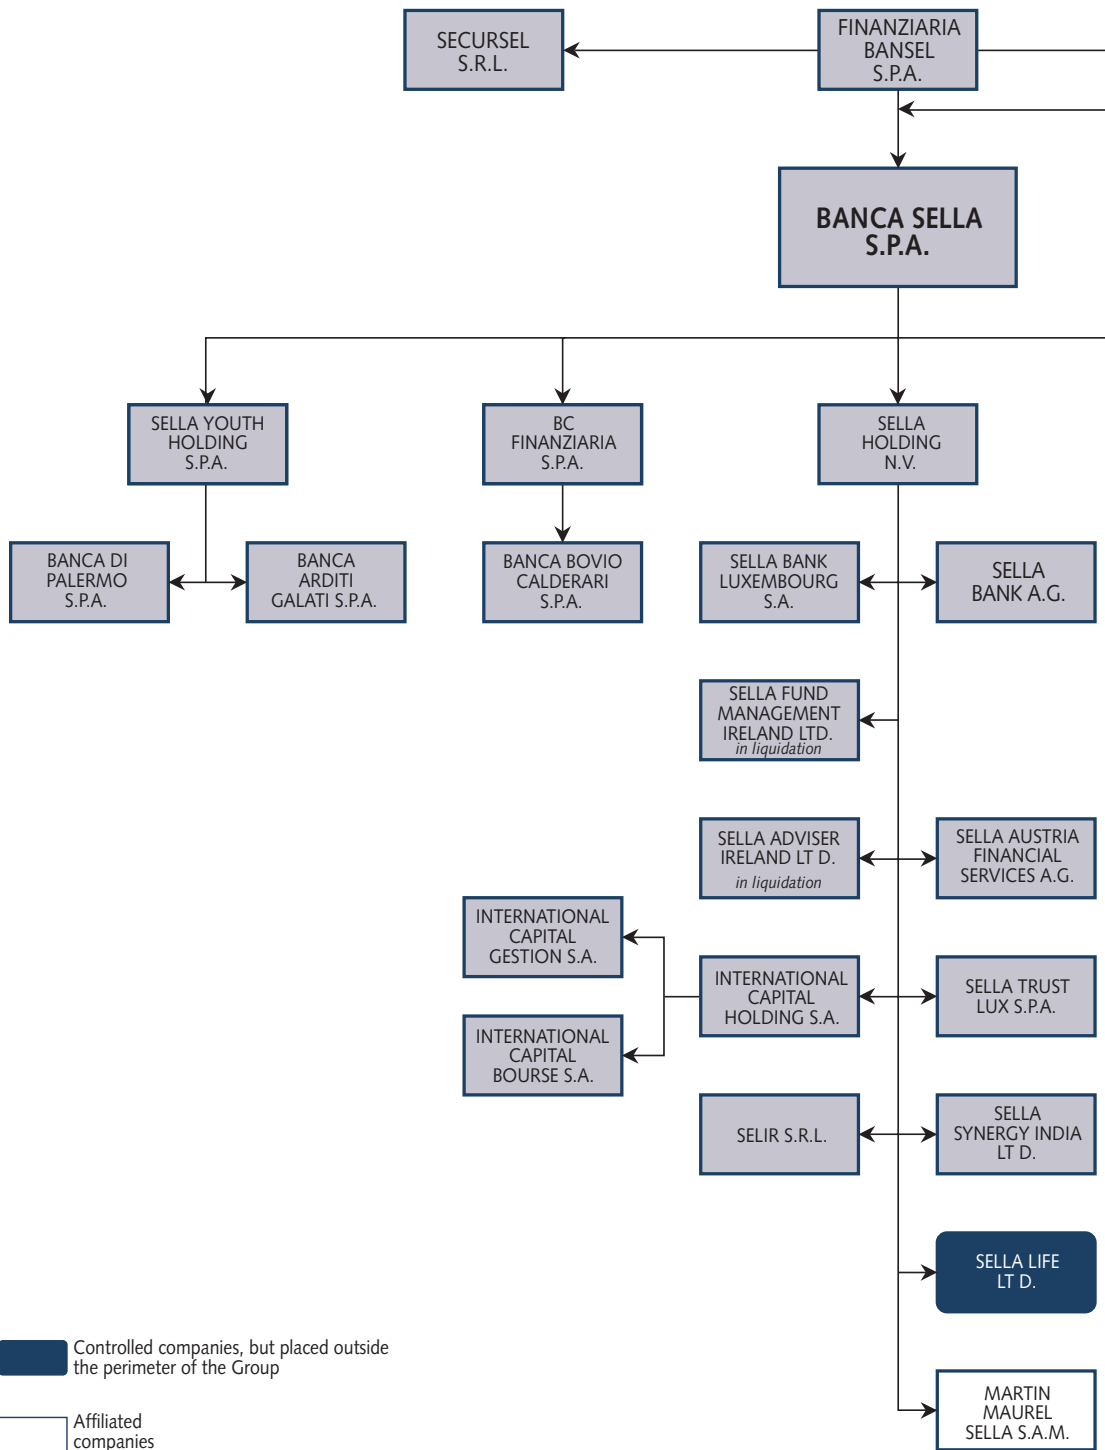 SECURSEL
S.R.L.
FINANZIARIA
BANSEL
S.P.A.
BANCA SELLA
S.P.A.
SELLA YOUTH
HOLDING
S.P.A.
BC
FINANZIARIA
S.P.A.
SELLA
HOLDING
N.V.
BANCA DI
PALERMO
S.P.A.
BANCA
ARDITI
GALATI S.P.A.
BANCA BOVIO
CALDERARI
S.P.A.
SELLA BANK
LUXEMBOURG
S.A.
SELLA
BANK A.G.
SELLA FUND
MANAGEMENT
IRELAND LTD.
in liquidation
SELLA ADVISER
IRELAND LT D.
in liquidation
SELLA AUSTRIA
FINANCIAL
SERVICES A.G.
INTERNATIONAL
CAPITAL
GESTION S.A.
INTERNATIONAL
CAPITAL
HOLDING S.A.
SELLA TRUST
LUX S.P.A.
INTERNATIONAL
CAPITAL
BOURSE S.A.
SELIR S.R.L.
SELLA
SYNERGY INDIA
LT D.
SELLA LIFE
LT D.
Controlled companies, but placed outside
the perimeter of the Group
MARTIN
MAUREL
SELLA S.A.M.
Affiliated
companies